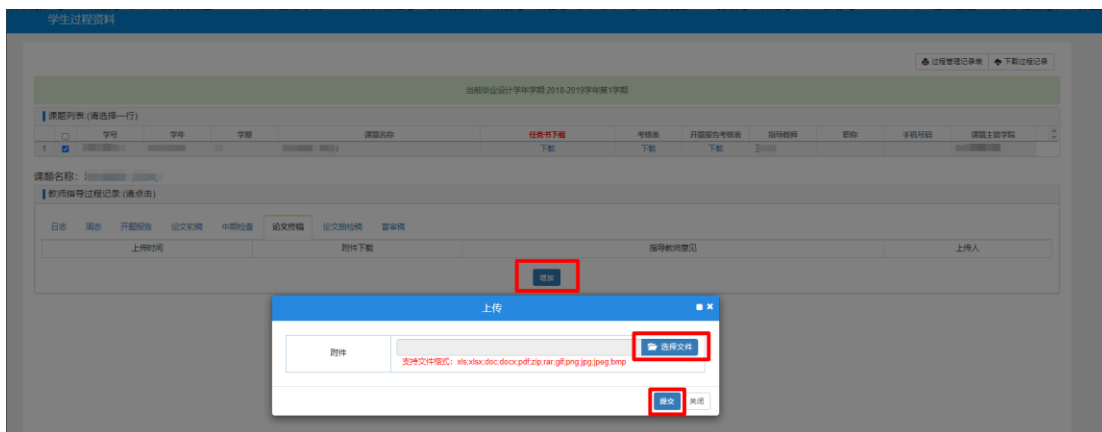 学生过程资料
过程管理记录表 下载过程记录
当前毕业设计学年学期:2018-2019学年第1学期
课题列表:(请选择一行)
学号 学年 学期 课题名称 任务书下载 考核表 开题报告考核表 指导教师 职称 手机号码 课题主管学院
1 下载 下载 下载
课题名称:
教师指导过程记录:(请点击)
日志 周志 开题报告 论文初稿 中期检查 论文终稿 论文抽检稿 盲审稿
上传时间 附件下载 指导教师意见 上传人
增加
上传
附件 选择文件
支持文件格式: xls;xlsx;doc;docx;pdf;zip;rar;gif;png;jpg;jpeg;bmp
提交 关闭